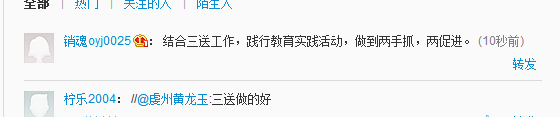 全部 | 热门 | 关注的人 | 陌生人
销魂oyj0025：结合三送工作，践行教育实践活动，做到两手抓，两促进。 (10秒前)
转发
柠乐2004：//@虔州黄龙玉:三送做的好